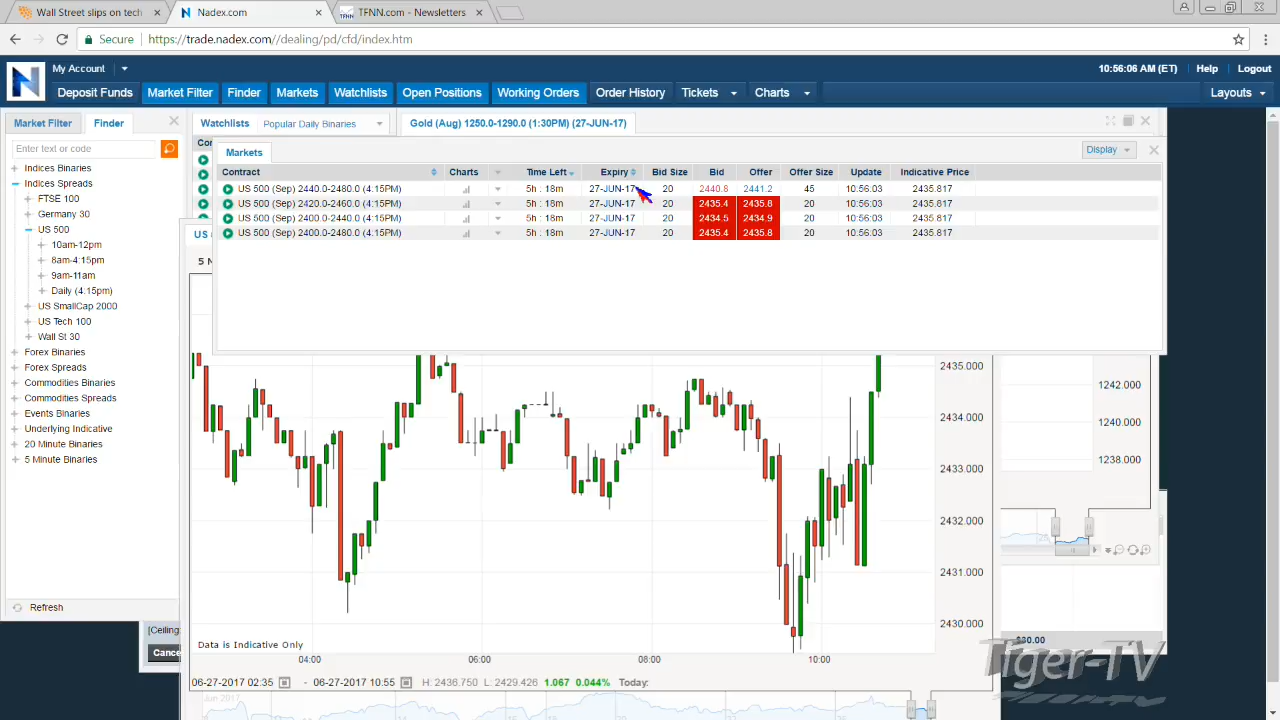 Wall Street slips on tech
Nadex.com
TFNN.com - Newsletters
Secure
https://trade.nadex.com//dealing/pd/cfd/index.htm
N
My Account
10:56:06 AM (ET)
Help
Logout
Deposit Funds
Market Filter
Finder
Markets
Watchlists
Open Positions
Working Orders
Order History
Tickets
Charts
Layouts
Market Filter
Finder
Watchlists
Popular Daily Binaries
Gold (Aug) 1250.0-1290.0 (1:30PM) (27-JUN-17)
Enter text or code
Indices Binaries
Indices Spreads
FTSE 100
Germany 30
US 500
10am-12pm
8am-4:15pm
9am-11am
Daily (4:15pm)
US SmallCap 2000
US Tech 100
Wall St 30
Forex Binaries
Forex Spreads
Commodities Binaries
Commodities Spreads
Events Binaries
Underlying Indicative
20 Minute Binaries
5 Minute Binaries
Refresh
Markets
Display
Contract Charts Time Left Expiry Bid Size Bid Offer Offer Size Update Indicative Price
US 500 (Sep) 2440.0-2480.0 (4:15PM) 5h : 18m 27-JUN-17 20 2440.8 2441.2 45 10:56:03 2435.817
US 500 (Sep) 2420.0-2460.0 (4:15PM) 5h : 18m 27-JUN-17 20 2435.4 2435.8 20 10:56:03 2435.817
US 500 (Sep) 2400.0-2440.0 (4:15PM) 5h : 18m 27-JUN-17 20 2434.5 2434.9 20 10:56:03 2435.817
US 500 (Sep) 2400.0-2480.0 (4:15PM) 5h : 18m 27-JUN-17 20 2435.4 2435.8 20 10:56:03 2435.817
2435.000
2434.000
2433.000
2432.000
2431.000
2430.000
1242.000
1240.000
1238.000
Data is Indicative Only
04:00 06:00 08:00 10:00
[Ceiling
Cance
06-27-2017 02:35 - 06-27-2017 10:55 H: 2436.750 L: 2429.426 1.067 0.044% Today:
Jun 2017
Tiger-TV